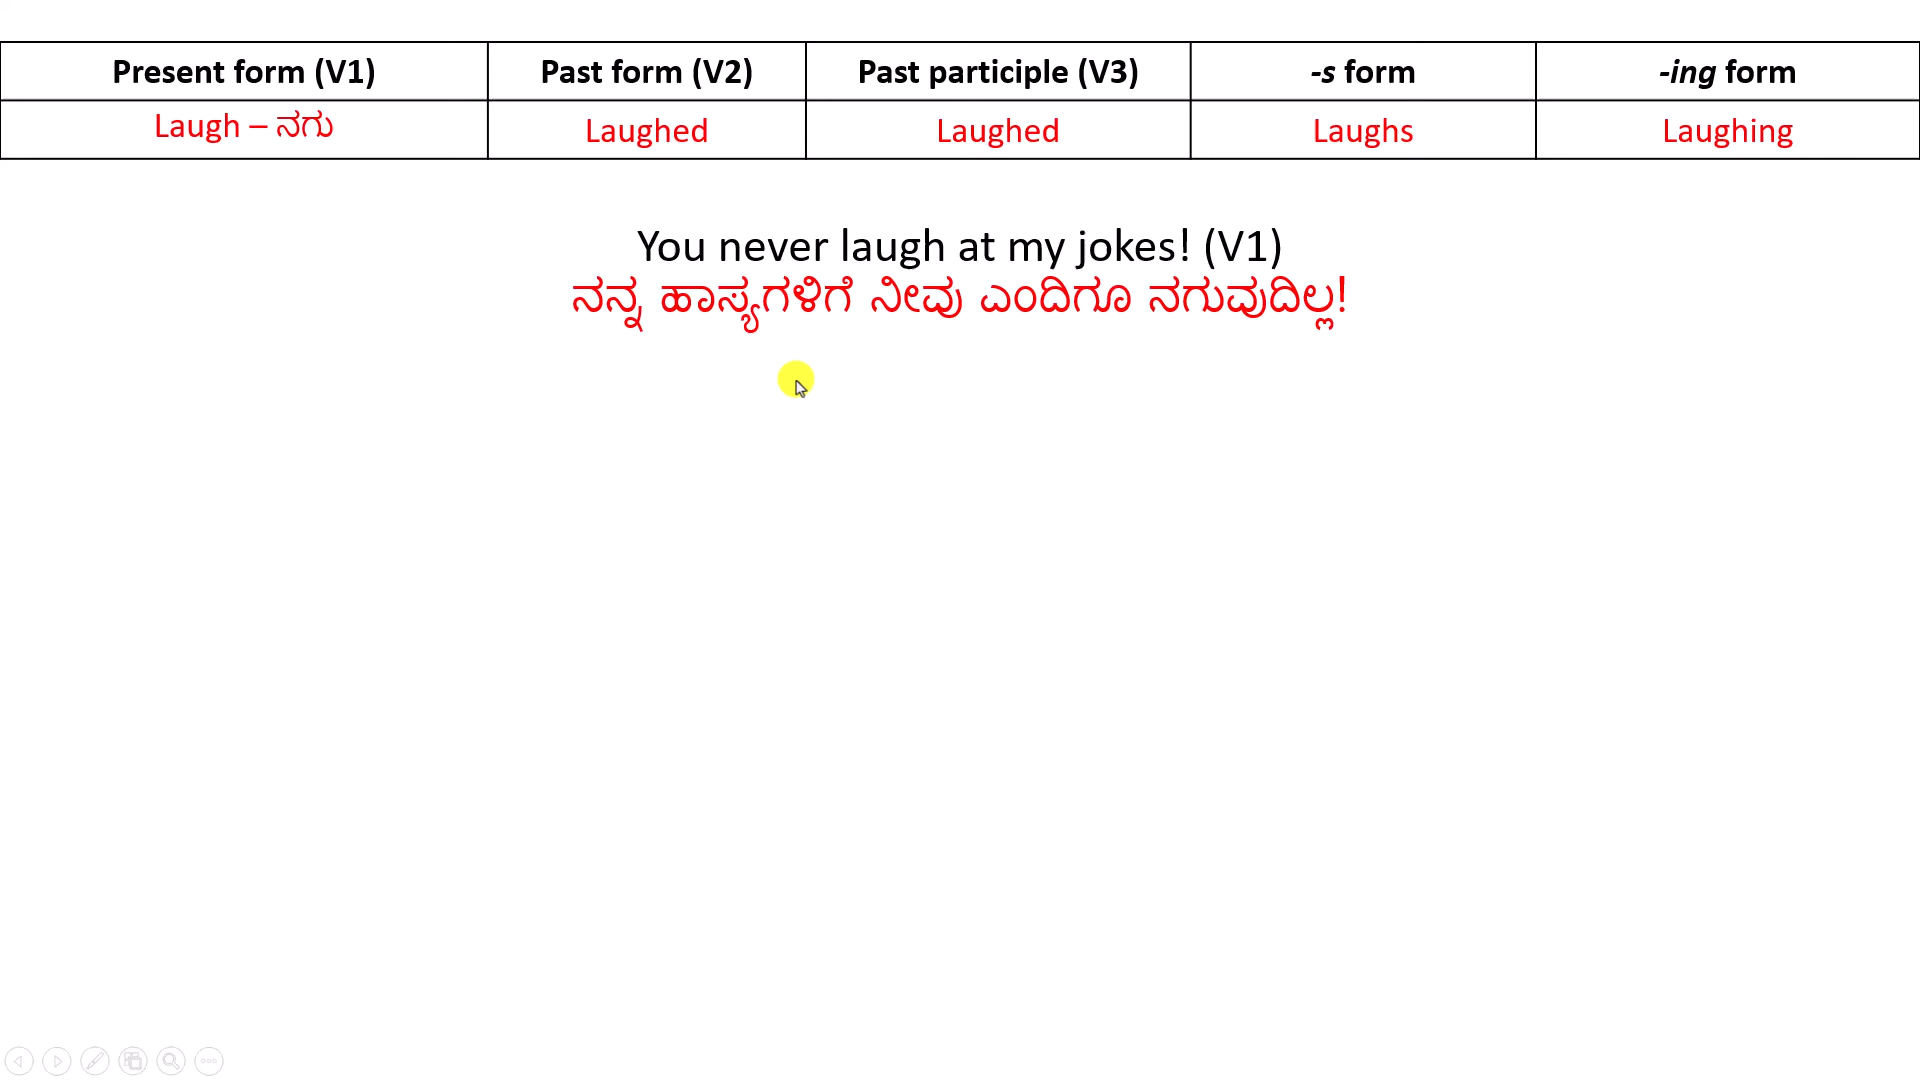 Present form (V1) Past form (V2) Past participle (V3) -s form -ing form
Laugh – ನಗು Laughed Laughed Laughs Laughing
You never laugh at my jokes! (V1)
ನನ್ನ ಹಾಸ್ಯಗಳಿಗೆ ನೀವು ಎಂದಿಗೂ ನಗುವುದಿಲ್ಲ!